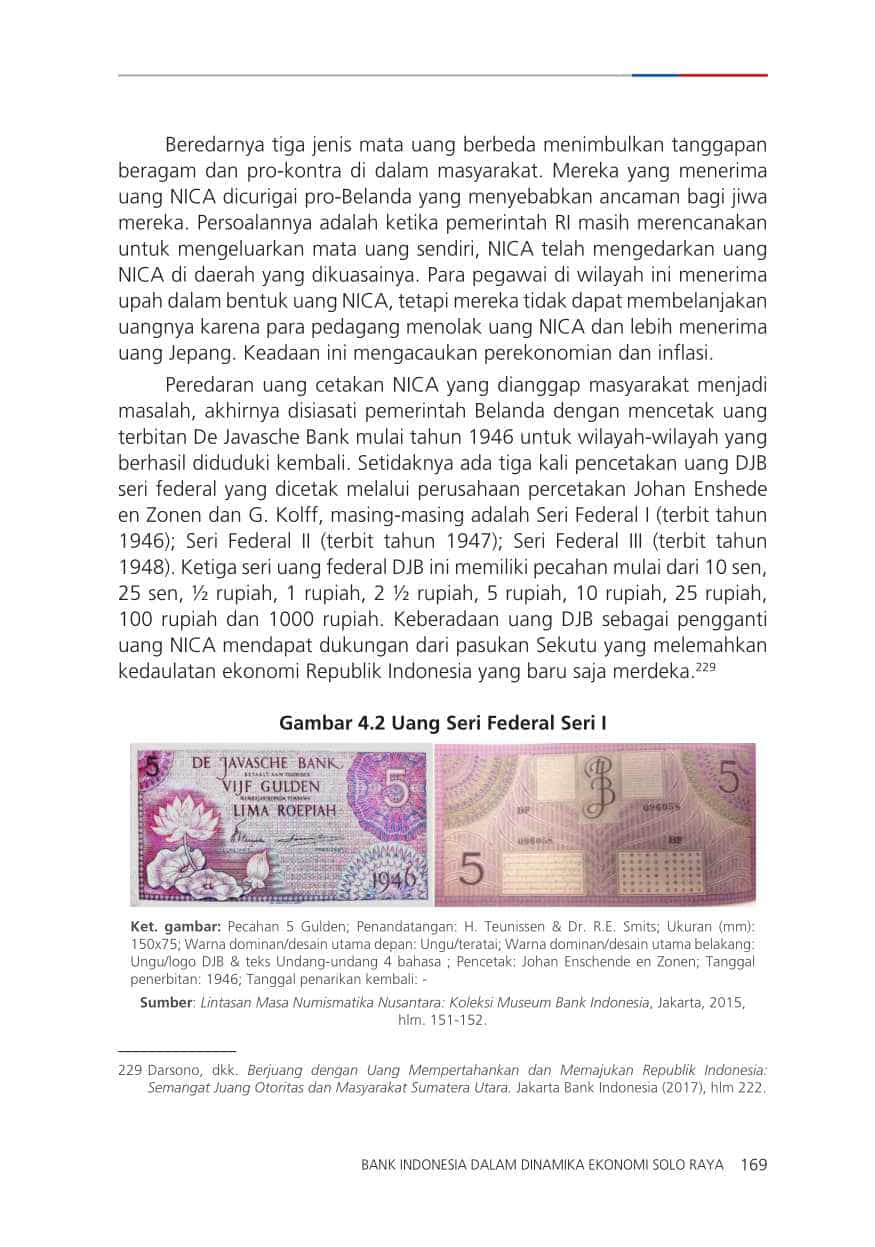 Beredarnya tiga jenis mata uang berbeda menimbulkan tanggapan
beragam dan pro-kontra di dalam masyarakat. Mereka yang menerima
uang NICA dicurigai pro-Belanda yang menyebabkan ancaman bagi jiwa
mereka. Persoalannya adalah ketika pemerintah RI masih merencanakan
untuk mengeluarkan mata uang sendiri, NICA telah mengedarkan uang
NICA di daerah yang dikuasainya. Para pegawai di wilayah ini menerima
upah dalam bentuk uang NICA, tetapi mereka tidak dapat membelanjakan
uangnya karena para pedagang menolak uang NICA dan lebih menerima
uang Jepang. Keadaan ini mengacaukan perekonomian dan inflasi.
Peredaran uang cetakan NICA yang dianggap masyarakat menjadi
masalah, akhirnya disiasati pemerintah Belanda dengan mencetak uang
terbitan De Javasche Bank mulai tahun 1946 untuk wilayah-wilayah yang
berhasil diduduki kembali. Setidaknya ada tiga kali pencetakan uang DJB
seri federal yang dicetak melalui perusahaan percetakan Johan Enshede
en Zonen dan G. Kolff, masing-masing adalah Seri Federal I (terbit tahun
1946); Seri Federal II (terbit tahun 1947); Seri Federal III (terbit tahun
1948). Ketiga seri uang federal DJB ini memiliki pecahan mulai dari 10 sen,
25 sen, ½ rupiah, 1 rupiah, 2 ½ rupiah, 5 rupiah, 10 rupiah, 25 rupiah,
100 rupiah dan 1000 rupiah. Keberadaan uang DJB sebagai pengganti
uang NICA mendapat dukungan dari pasukan Sekutu yang melemahkan
kedaulatan ekonomi Republik Indonesia yang baru saja merdeka.229
Gambar 4.2 Uang Seri Federal Seri I
5
DE JAVASCHE BANK
VIJF GULDEN
LIMA ROEPIAH
5
1946
5
DP 096058
096058
5
Ket. gambar: Pecahan 5 Gulden; Penandatangan: H. Teunissen & Dr. R.E. Smits; Ukuran (mm):
150x75; Warna dominan/desain utama depan: Ungu/teratai; Warna dominan/desain utama belakang:
Ungu/logo DJB & teks Undang-undang 4 bahasa ; Pencetak: Johan Enschende en Zonen; Tanggal
penerbitan: 1946; Tanggal penarikan kembali: -
Sumber: Lintasan Masa Numismatika Nusantara: Koleksi Museum Bank Indonesia, Jakarta, 2015,
hlm. 151-152.
229 Darsono, dkk. Berjuang dengan Uang Mempertahankan dan Memajukan Republik Indonesia:
Semangat Juang Otoritas dan Masyarakat Sumatera Utara. Jakarta Bank Indonesia (2017), hlm 222.
BANK INDONESIA DALAM DINAMIKA EKONOMI SOLO RAYA 169